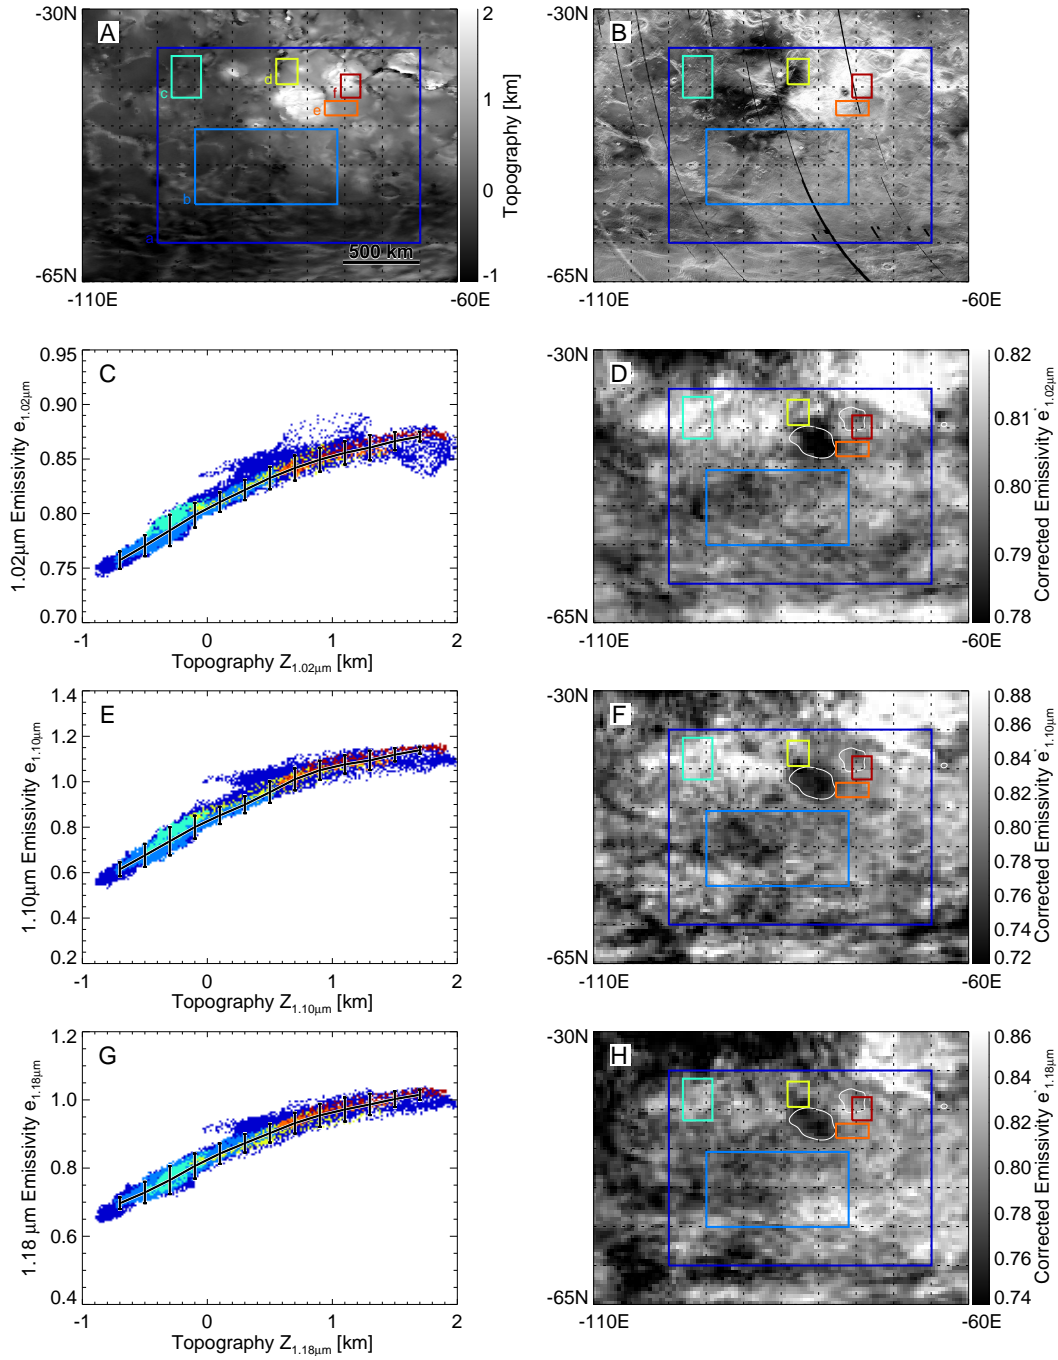 -30N
A
c
d
f
e
b
a
500 km
-65N
-110E
-60E
2
1
0
-1
Topography [km]
-30N
B
-65N
-110E
-60E
0.95
0.90
0.85
0.80
0.75
0.70
1.02μm Emissivity e1.02μm
C
-1
0
1
2
Topography Z1.02μm [km]
-30N
D
-65N
-110E
-60E
0.82
0.81
0.80
0.79
0.78
Corrected Emissivity e*1.02μm
1.4
1.2
1.0
0.8
0.6
0.4
0.2
1.10μm Emissivity e1.10μm
E
-1
0
1
2
Topography Z1.10μm [km]
-30N
F
-65N
-110E
-60E
0.88
0.86
0.84
0.82
0.80
0.78
0.76
0.74
0.72
Corrected Emissivity e*1.10μm
1.2
1.0
0.8
0.6
0.4
1.18 μm Emissivity e1.18μm
G
-1
0
1
2
Topography Z1.18μm [km]
-30N
H
-65N
-110E
-60E
0.86
0.84
0.82
0.80
0.78
0.76
0.74
Corrected Emissivity e*1.18μm